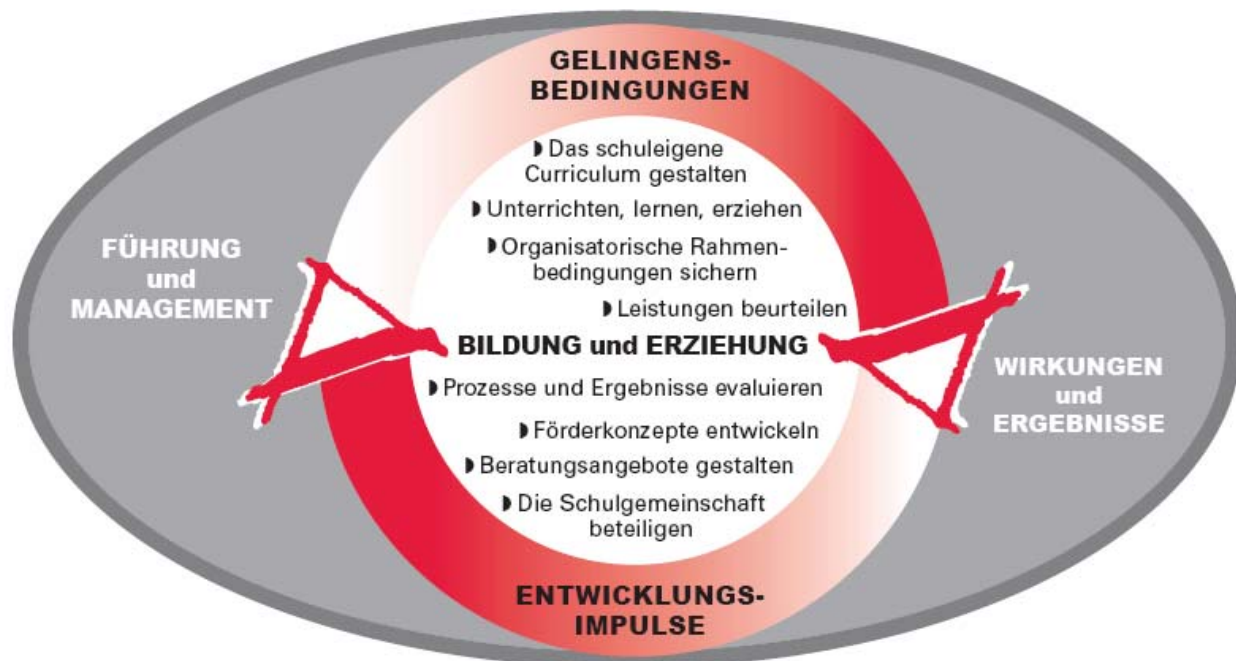 GELINGENS-
BEDINGUNGEN
◗ Das schuleigene
Curriculum gestalten
◗ Unterrichten, lernen, erziehen
◗ Organisatorische Rahmen-
bedingungen sichern
◗ Leistungen beurteilen
FÜHRUNG
und
MANAGEMENT
BILDUNG und ERZIEHUNG
WIRKUNGEN
und
ERGEBNISSE
◗ Prozesse und Ergebnisse evaluieren
◗ Förderkonzepte entwickeln
◗ Beratungsangebote gestalten
◗ Die Schulgemeinschaft
beteiligen
ENTWICKLUNGS-
IMPULSE